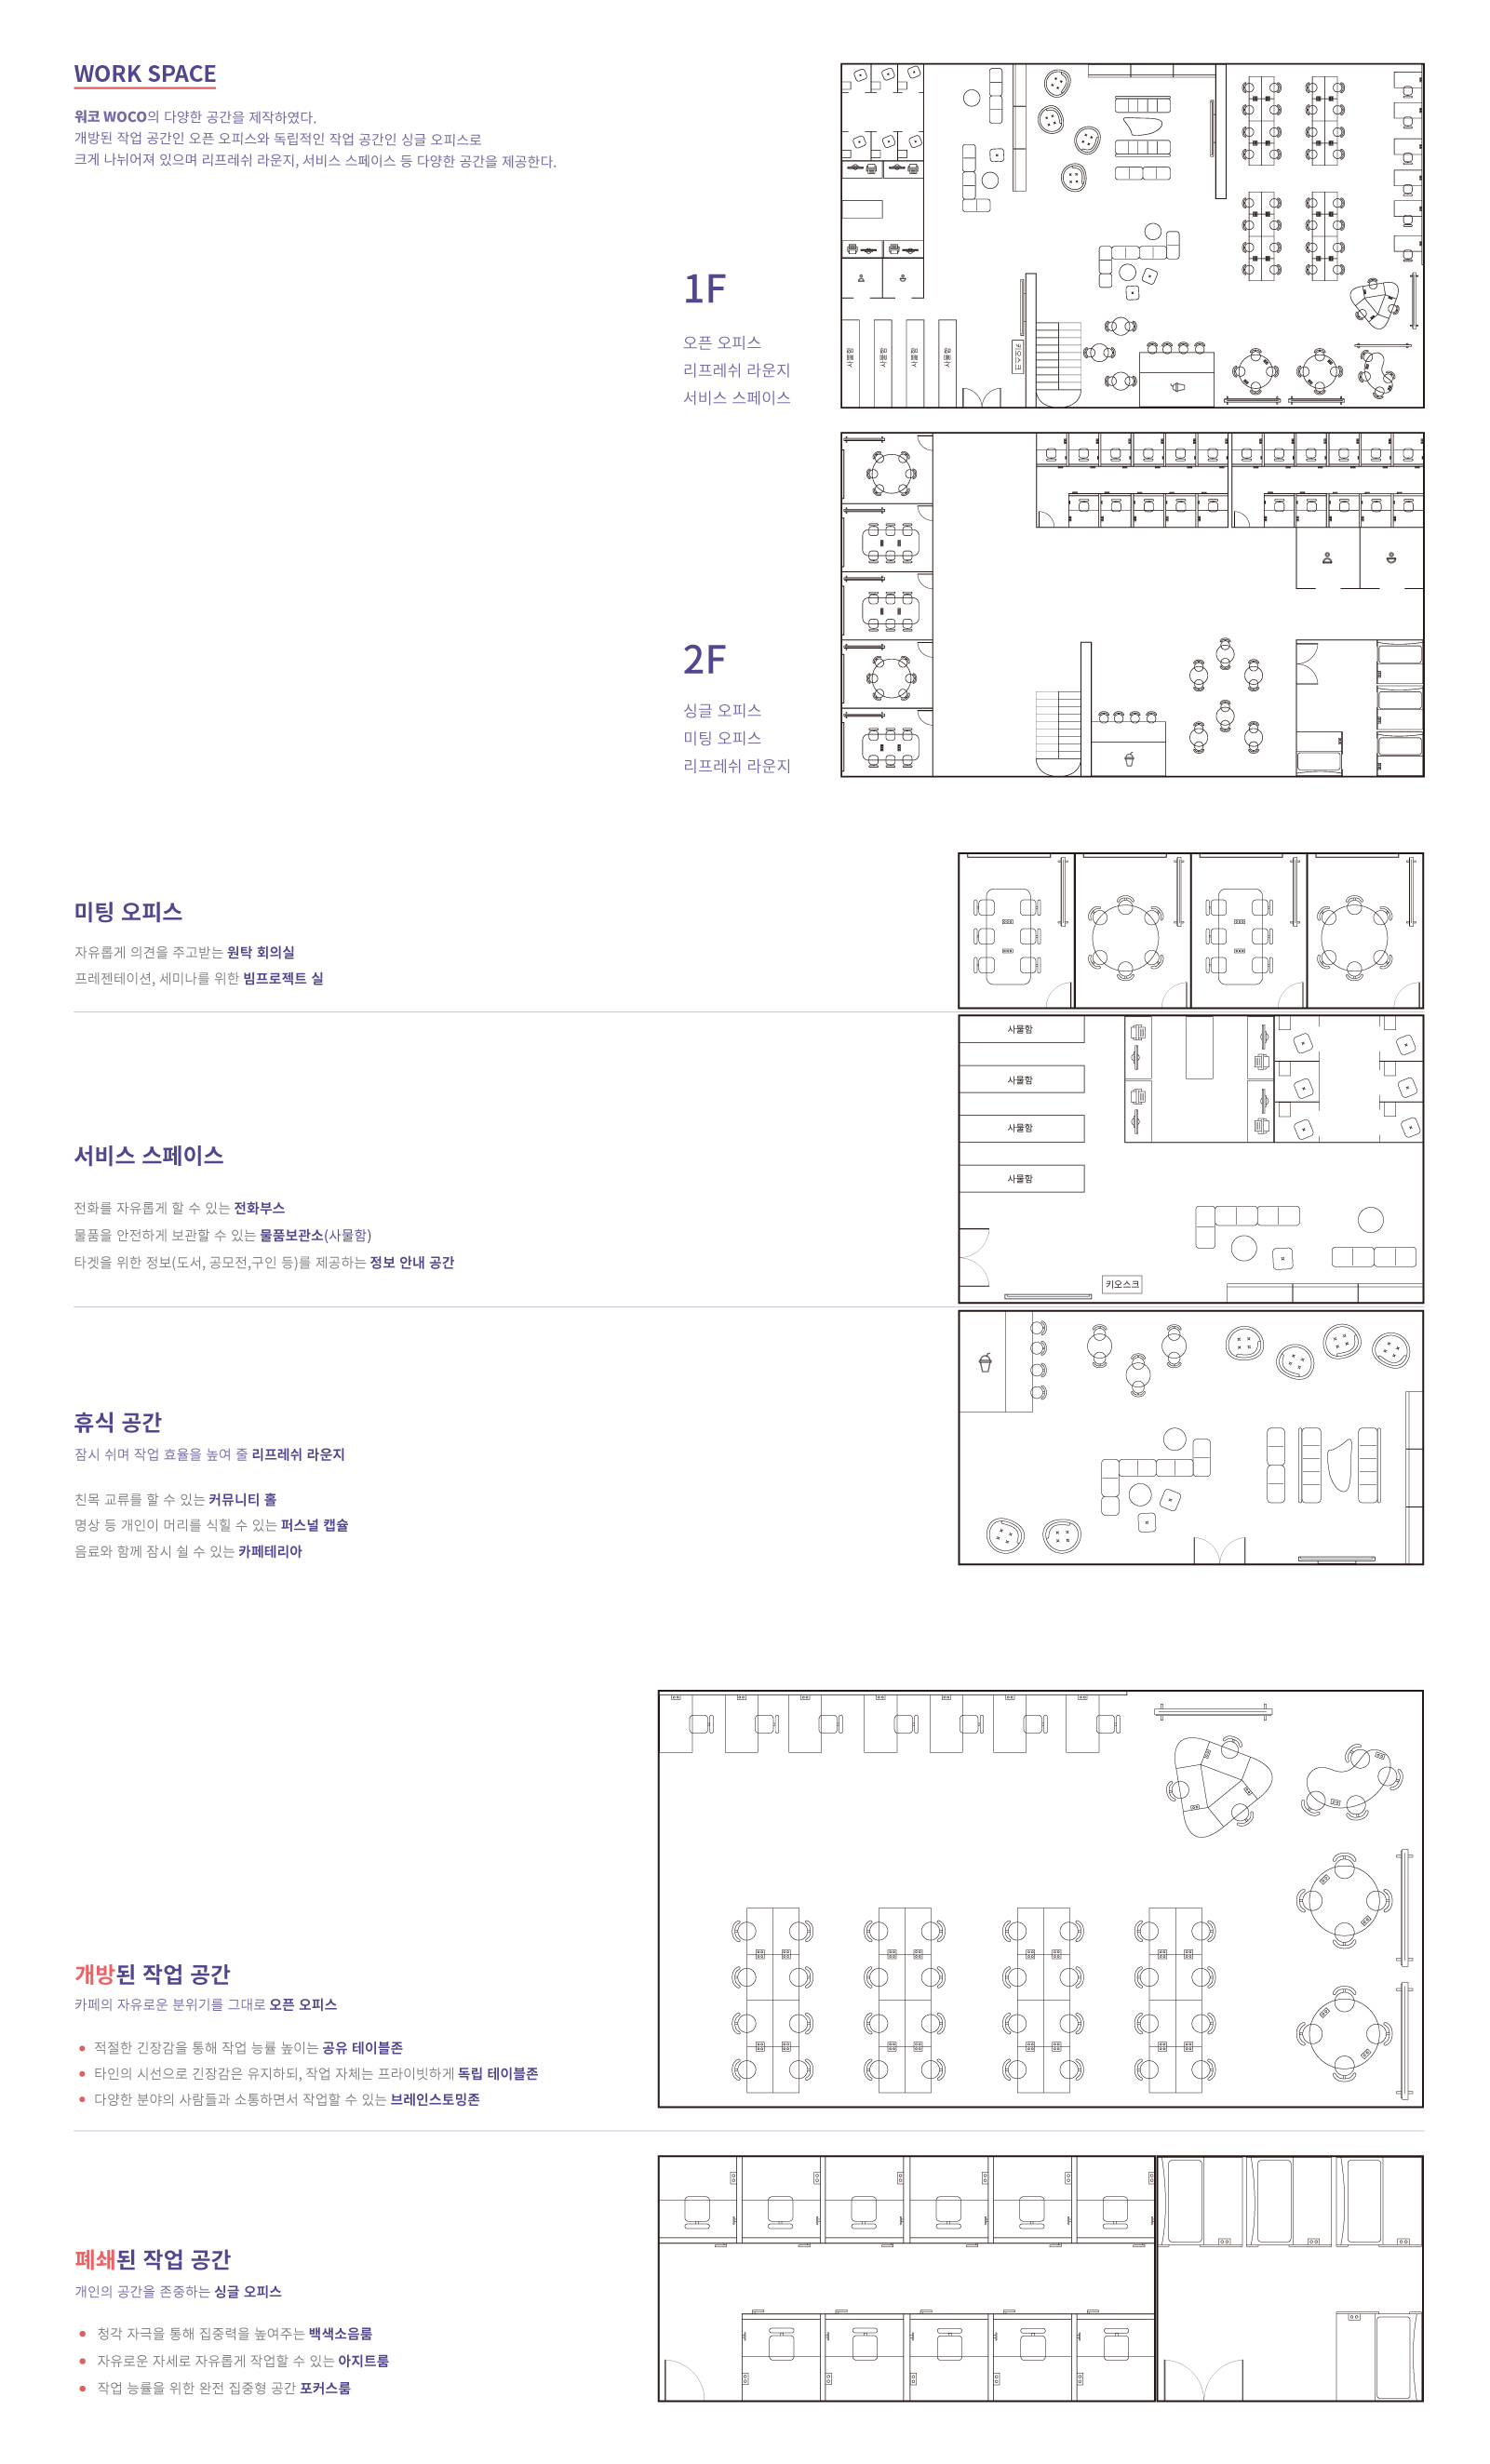 WORK SPACE
워코 WOCO의 다양한 공간을 제작하였다.
개방된 작업 공간인 오픈 오피스와 독립적인 작업 공간인 싱글 오피스로
크게 나뉘어져 있으며 리프레쉬 라운지, 서비스 스페이스 등 다양한 공간을 제공한다.
1F
오픈 오피스
리프레쉬 라운지
서비스 스페이스
사물함
사물함
사물함
사물함
키오스크
2F
싱글 오피스
미팅 오피스
리프레쉬 라운지
미팅 오피스
자유롭게 의견을 주고받는 원탁 회의실
프레젠테이션, 세미나를 위한 빔프로젝트 실
서비스 스페이스
전화를 자유롭게 할 수 있는 전화부스
물품을 안전하게 보관할 수 있는 물품보관소(사물함)
타겟을 위한 정보(도서, 공모전,구인 등)를 제공하는 정보 안내 공간
사물함
사물함
사물함
사물함
키오스크
휴식 공간
잠시 쉬며 작업 효율을 높여 줄 리프레쉬 라운지
친목 교류를 할 수 있는 커뮤니티 홀
명상 등 개인이 머리를 식힐 수 있는 퍼스널 캡슐
음료와 함께 잠시 쉴 수 있는 카페테리아
개방된 작업 공간
카페의 자유로운 분위기를 그대로 오픈 오피스
• 적절한 긴장감을 통해 작업 능률 높이는 공유 테이블존
• 타인의 시선으로 긴장감은 유지하되, 작업 자체는 프라이빗하게 독립 테이블존
• 다양한 분야의 사람들과 소통하면서 작업할 수 있는 브레인스토밍존
폐쇄된 작업 공간
개인의 공간을 존중하는 싱글 오피스
• 청각 자극을 통해 집중력을 높여주는 백색소음룸
• 자유로운 자세로 자유롭게 작업할 수 있는 아지트룸
• 작업 능률을 위한 완전 집중형 공간 포커스룸